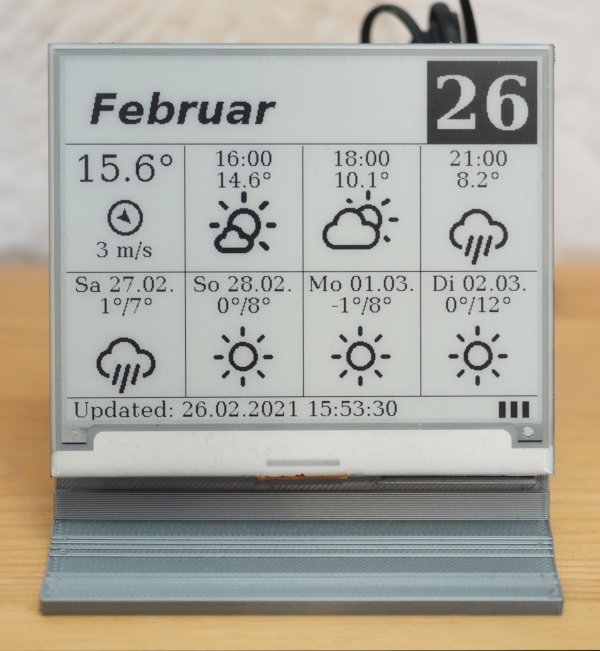 Februar 26
15.6°
3 m/s
16:00
14.6°
18:00
10.1°
21:00
8.2°
Sa 27.02.
1°/7°
So 28.02.
0°/8°
Mo 01.03.
-1°/8°
Di 02.03.
0°/12°
Updated: 26.02.2021 15:53:30